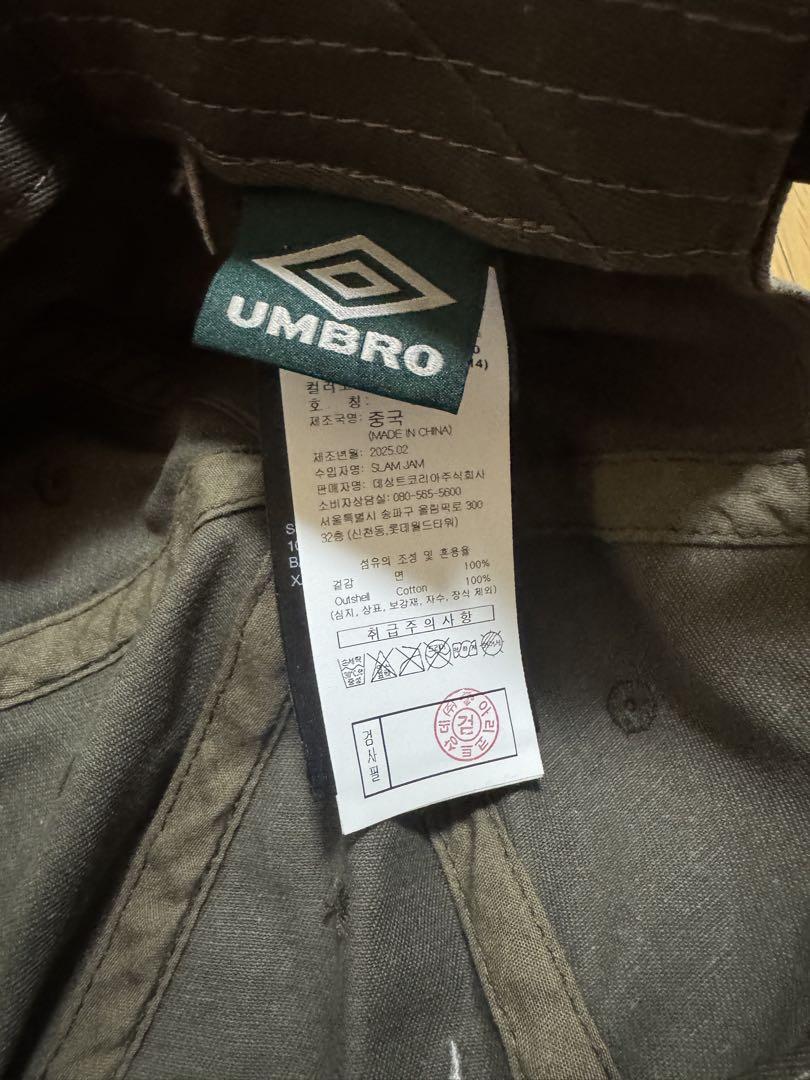 UMBRO
14)
컬러
호 칭 :
제조국명: 중국
(MADE IN CHINA)
제조년월: 2025.02
수입자명: SLAM JAM
판매자명: 데상트코리아주식회사
소비자상담실: 080-565-5600
서울특별시 송파구 올림픽로 300
32층 (신천동,롯데월드타워)
섬유의 조성 및 혼용율
겉감 면 100%
Outshell Cotton 100%
(심지, 상표, 보강재, 자수, 장식 제외)
취급주의사항
검사필
검